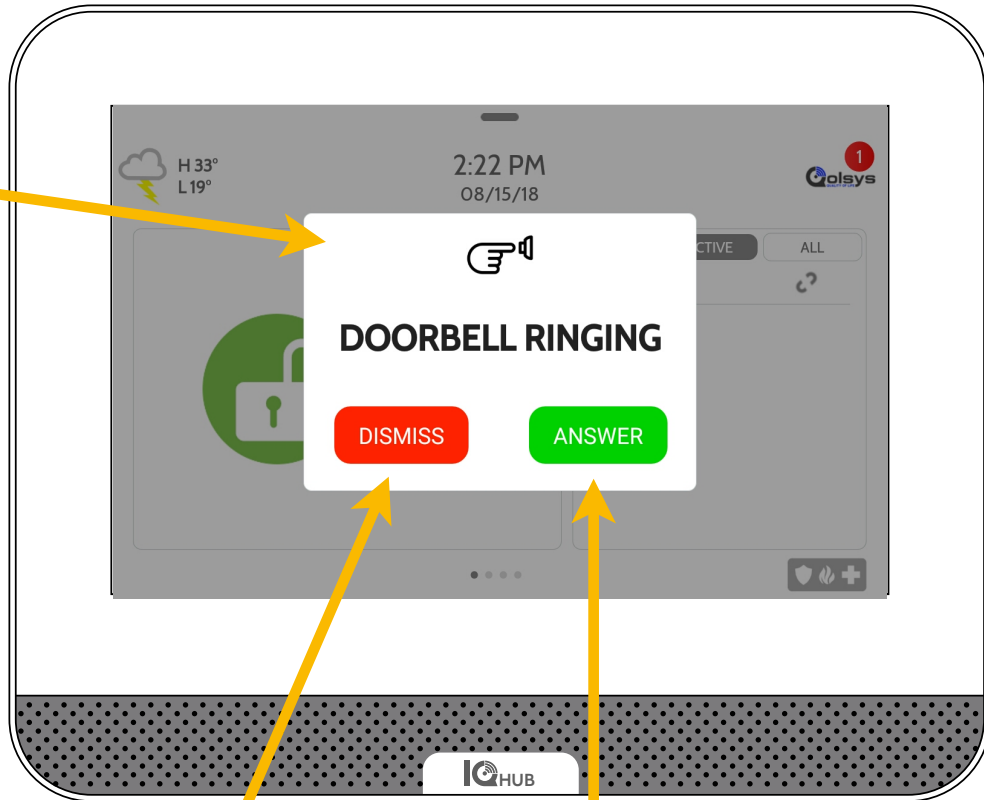 H 33°
L 19°
2:22 PM
08/15/18
1
Qolsys
CTIVE
ALL
DOORBELL RINGING
DISMISS
ANSWER
IQ HUB